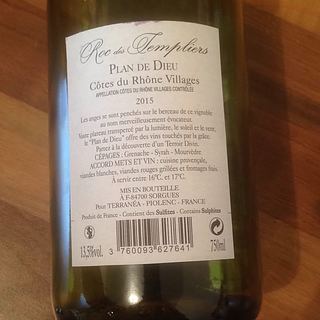 Roc des Templiers
PLAN DE DIEU
Côtes du Rhône Villages
APPELLATION CÔTES DU RHÔNE VILLAGES CONTRÔLÉE
2015
Les anges se sont penchés sur le berceau de ce vignoble
au nom merveilleusement évocateur.
Vaste plateau transpercé par la lumière, le soleil et le vent,
le "Plan de Dieu" offre des vins touchés par la grâce.
Partez à la découverte d'un Terroir Divin.
CÉPAGES : Grenache - Syrah - Mourvèdre
ACCORD METS ET VIN : cuisine provençale,
viandes blanches, viandes rouges grillées et fromages frais.
À servir entre 16°C et 17°C.
MIS EN BOUTEILLE
À F-84700 SORGUES
Pour TERRANÉA - PIOLENC - FRANCE
Produit de France - Contient des Sulfites - Contains Sulphites
13,5%vol
750ml
3 760093 627641